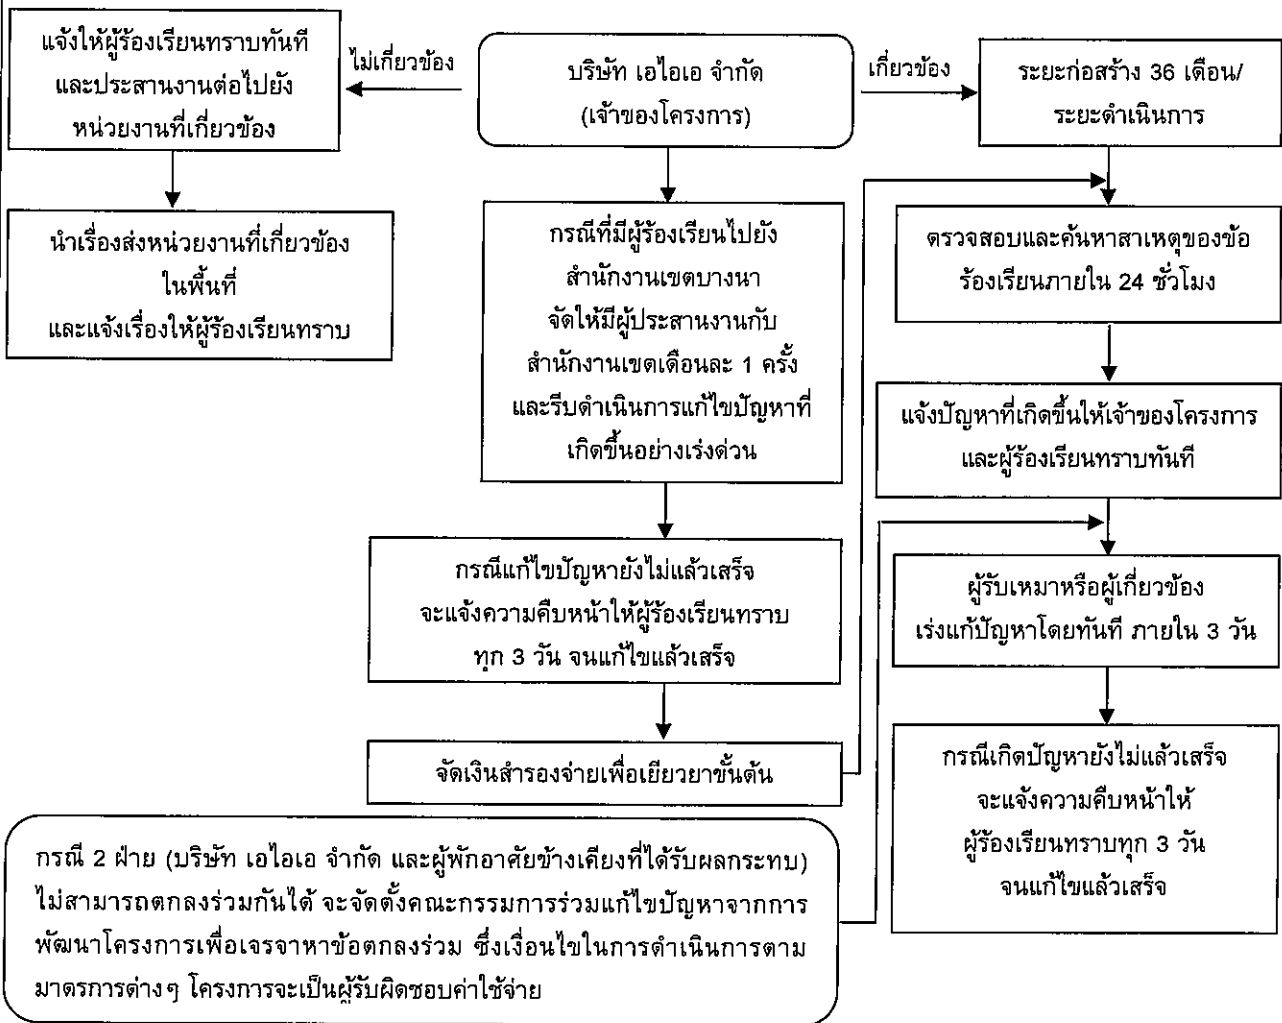 แจ้งให้ผู้ร้องเรียนทราบทันที
และประสานงานต่อไปยัง
หน่วยงานที่เกี่ยวข้อง
ไม่เกี่ยวข้อง
บริษัท เอไอเอ จำกัด
(เจ้าของโครงการ)
เกี่ยวข้อง
ระยะก่อสร้าง 36 เดือน/
ระยะดำเนินการ
นำเรื่องส่งหน่วยงานที่เกี่ยวข้อง
ในพื้นที่
และแจ้งเรื่องให้ผู้ร้องเรียนทราบ
กรณีที่มีผู้ร้องเรียนไปยัง
สำนักงานเขตบางนา
จัดให้มีผู้ประสานงานกับ
สำนักงานเขตเดือนละ 1 ครั้ง
และรีบดำเนินการแก้ไขปัญหาที่
เกิดขึ้นอย่างเร่งด่วน
ตรวจสอบและค้นหาสาเหตุของข้อ
ร้องเรียนภายใน 24 ชั่วโมง
แจ้งปัญหาที่เกิดขึ้นให้เจ้าของโครงการ
และผู้ร้องเรียนทราบทันที
กรณีแก้ไขปัญหายังไม่แล้วเสร็จ
จะแจ้งความคืบหน้าให้ผู้ร้องเรียนทราบ
ทุก 3 วัน จนแก้ไขแล้วเสร็จ
ผู้รับเหมาหรือผู้เกี่ยวข้อง
เร่งแก้ปัญหาโดยทันที ภายใน 3 วัน
จัดเงินสำรองจ่ายเพื่อเยียวยาขั้นต้น
กรณีเกิดปัญหายังไม่แล้วเสร็จ
จะแจ้งความคืบหน้าให้
ผู้ร้องเรียนทราบทุก 3 วัน
จนแก้ไขแล้วเสร็จ
กรณี 2 ฝ่าย (บริษัท เอไอเอ จำกัด และผู้พักอาศัยข้างเคียงที่ได้รับผลกระทบ)
ไม่สามารถตกลงร่วมกันได้ จะจัดตั้งคณะกรรมการร่วมแก้ไขปัญหาจากการ
พัฒนาโครงการเพื่อเจรจาหาข้อตกลงร่วม ซึ่งเงื่อนไขในการดำเนินการตาม
มาตรการต่างๆ โครงการจะเป็นผู้รับผิดชอบค่าใช้จ่าย